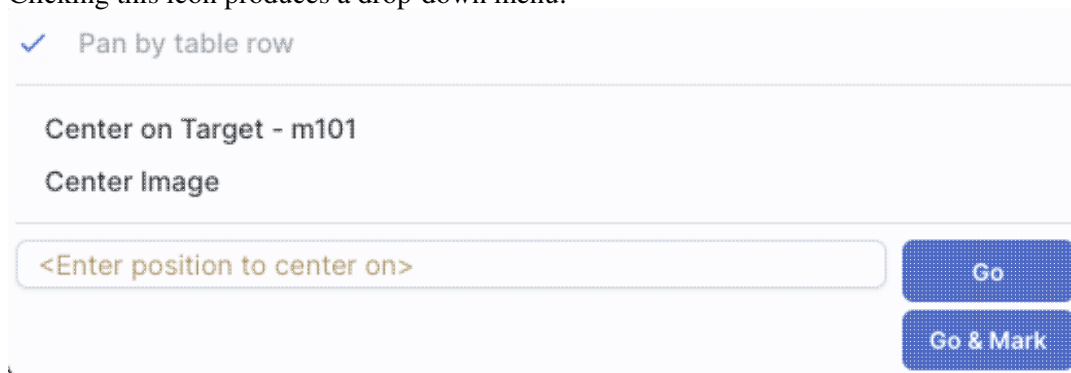 Clicking this icon produces a drop-down menu:
Pan by table row
Center on Target - m101
Center Image
<Enter position to center on>
Go
Go & Mark